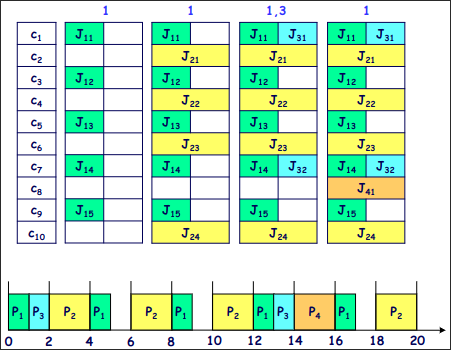 1 1 1,3 1
c1 J11 J11 J11 J31 J11 J31
c2 J21 J21 J21
c3 J12 J12 J12 J12
c4 J22 J22 J22
c5 J13 J13 J13 J13
c6 J23 J23 J23
c7 J14 J14 J14 J32 J14 J32
c8 J41
c9 J15 J15 J15 J15
c10 J24 J24 J24
P1 P3 P2 P1 P2 P1 P2 P1 P3 P4 P1 P2
0 2 4 6 8 10 12 14 16 18 20